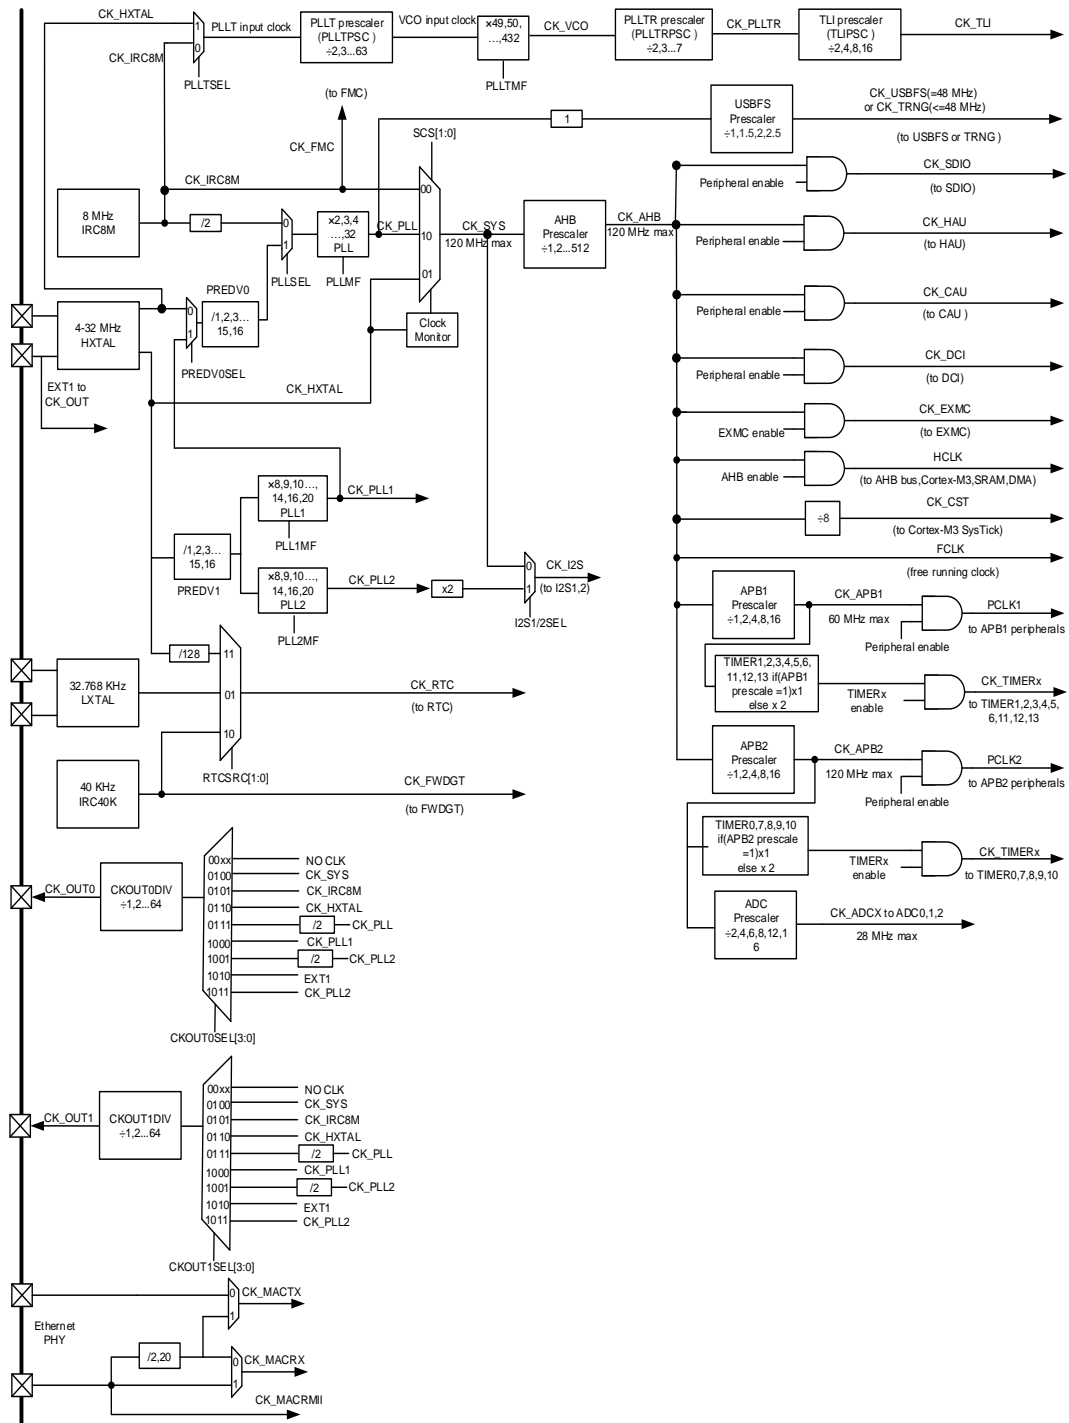 CK_HXTAL
1
0
PLLT input clock
PLLT prescaler
(PLLTPSC )
÷2,3...63
VCO input clock
×49,50,
…,432
CK_VCO
PLLTR prescaler
(PLLTRPSC )
÷2,3...7
CK_PLLTR
TLI prescaler
(TLIPSC )
÷2,4,8,16
CK_TLI
CK_IRC8M
PLLTSEL
PLLTMF
(to FMC)
CK_FMC
1
USBFS
Prescaler
÷1,1.5,2,2.5
CK_USBFS(=48 MHz)
or CK_TRNG(<=48 MHz)
(to USBFS or TRNG )
SCS[1:0]
CK_IRC8M
00
10
01
8 MHz
IRC8M
/2
0
1
PLLSEL
×2,3,4
…,32
PLL
PLLMF
CK_PLL
CK_SYS
120 MHz max
AHB
Prescaler
÷1,2...512
CK_AHB
120 MHz max
Peripheral enable
CK_SDIO
(to SDIO)
Peripheral enable
CK_HAU
(to HAU)
Peripheral enable
CK_CAU
(to CAU )
Peripheral enable
CK_DCI
(to DCI)
EXMC enable
CK_EXMC
(to EXMC)
AHB enable
HCLK
(to AHB bus,Cortex-M3,SRAM,DMA)
÷8
CK_CST
(to Cortex-M3 SysTick)
FCLK
(free running clock)
4-32 MHz
HXTAL
0
1
PREDV0
/1,2,3…
15,16
PREDV0SEL
Clock
Monitor
EXT1 to
CK_OUT
CK_HXTAL
×8,9,10…,
14,16,20
PLL1
CK_PLL1
PLL1MF
/1,2,3…
15,16
PREDV1
×8,9,10…,
14,16,20
PLL2
CK_PLL2
PLL2MF
x2
0
1
CK_I2S
(to I2S1,2)
I2S1/2SEL
APB1
Prescaler
÷1,2,4,8,16
CK_APB1
60 MHz max
Peripheral enable
PCLK1
to APB1 peripherals
TIMER1,2,3,4,5,6,
11,12,13 if(APB1
prescale =1)x1
else x 2
TIMERx
enable
CK_TIMERx
to TIMER1,2,3,4,5,
6,11,12,13
APB2
Prescaler
÷1,2,4,8,16
CK_APB2
120 MHz max
Peripheral enable
PCLK2
to APB2 peripherals
TIMER0,7,8,9,10
if(APB2 prescale
=1)x1
else x 2
TIMERx
enable
CK_TIMERx
to TIMER0,7,8,9,10
ADC
Prescaler
÷2,4,6,8,12,1
6
CK_ADCX to ADC0,1,2
28 MHz max
/128
11
01
10
32.768 KHz
LXTAL
CK_RTC
(to RTC)
RTCSRC[1:0]
40 KHz
IRC40K
CK_FWDGT
(to FWDGT)
CK_OUT0
CKOUT0DIV
÷1,2...64
00xx
NO CLK
0100
CK_SYS
0101
CK_IRC8M
0110
CK_HXTAL
0111
/2
CK_PLL
1000
CK_PLL1
1001
/2
CK_PLL2
1010
EXT1
1011
CK_PLL2
CKOUT0SEL[3:0]
CK_OUT1
CKOUT1DIV
÷1,2...64
00xx
NO CLK
0100
CK_SYS
0101
CK_IRC8M
0110
CK_HXTAL
0111
/2
CK_PLL
1000
CK_PLL1
1001
/2
CK_PLL2
1010
EXT1
1011
CK_PLL2
CKOUT1SEL[3:0]
Ethernet
PHY
0
1
CK_MACTX
/2,20
0
1
CK_MACRX
CK_MACRMII